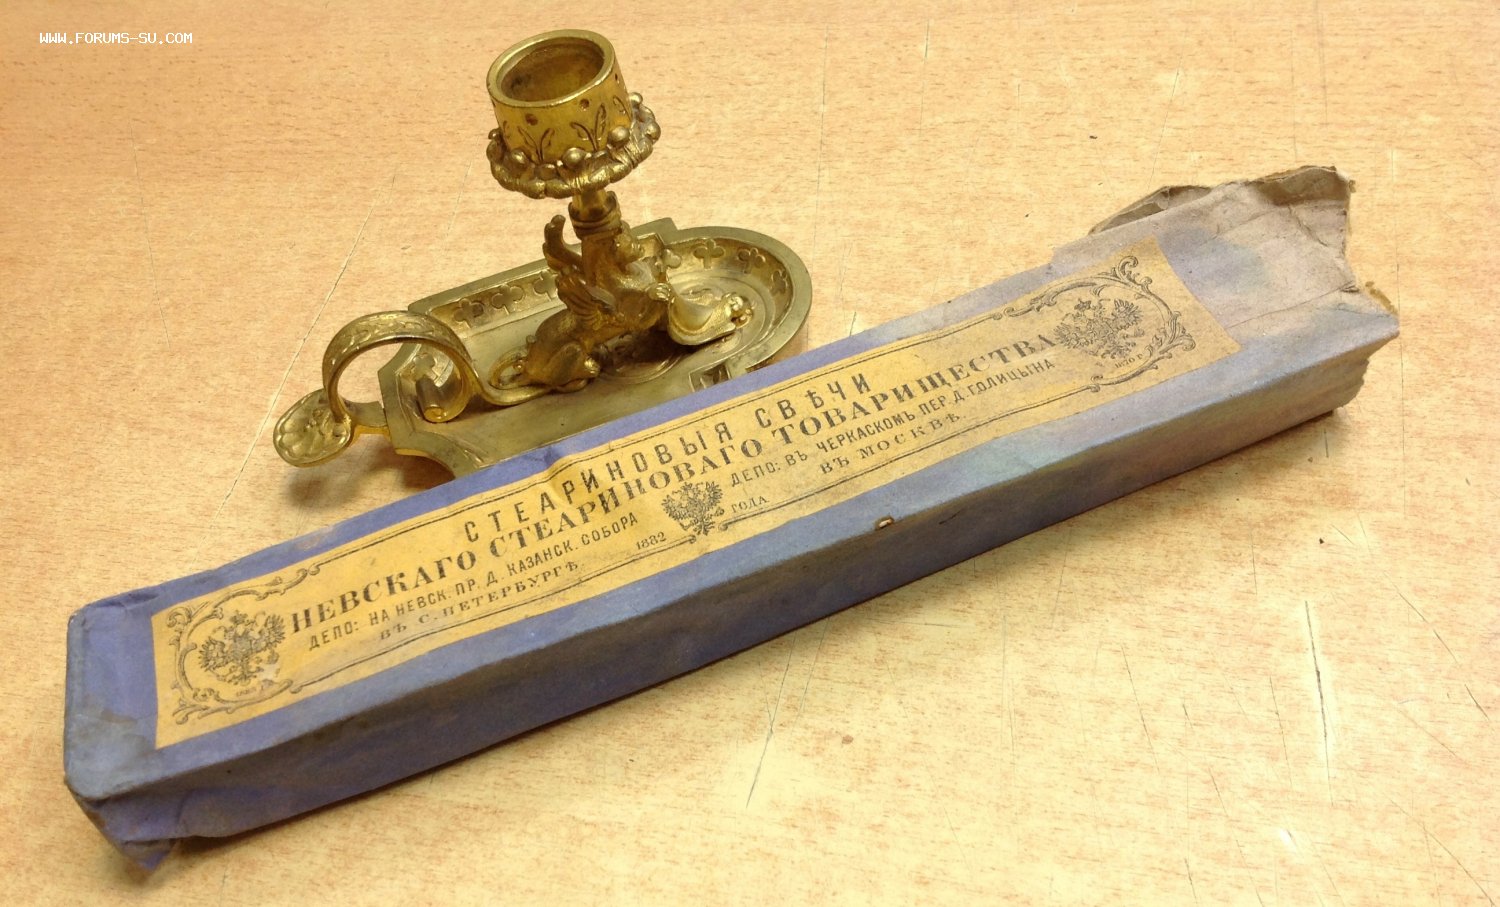 WWW.FORUMS-SU.COM
СТЕАРИНОВЫЯ СВѢЧИ
НЕВСКАГО СТЕАРИНОВАГО ТОВАРИЩЕСТВА
ДЕПО: НА НЕВСК. ПР. Д. КАЗАНСК. СОБОРА
ВЪ С. ПЕТЕРБУРГѢ.
ДЕПО: ВЪ ЧЕРКАСКОМЪ ПЕР. Д. ГОЛИЦЫНА
ВЪ МОСКВѢ.
1882 ГОДА
1870 Г.